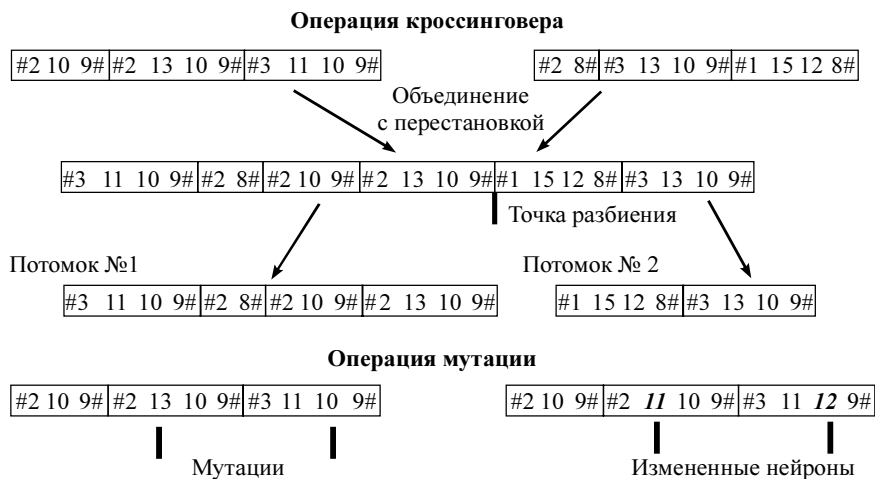 Операция кроссинговера
#2 10 9# #2 13 10 9# #3 11 10 9# #2 8# #3 13 10 9# #1 15 12 8#
Объединение
с перестановкой
#3 11 10 9# #2 8# #2 10 9# #2 13 10 9# #1 15 12 8# #3 13 10 9#
Точка разбиения
Потомок №1 Потомок № 2
#3 11 10 9# #2 8# #2 10 9# #2 13 10 9# #1 15 12 8# #3 13 10 9#
Операция мутации
#2 10 9# #2 13 10 9# #3 11 10 9# #2 10 9# #2 11 10 9# #3 11 12 9#
Мутации Измененные нейроны